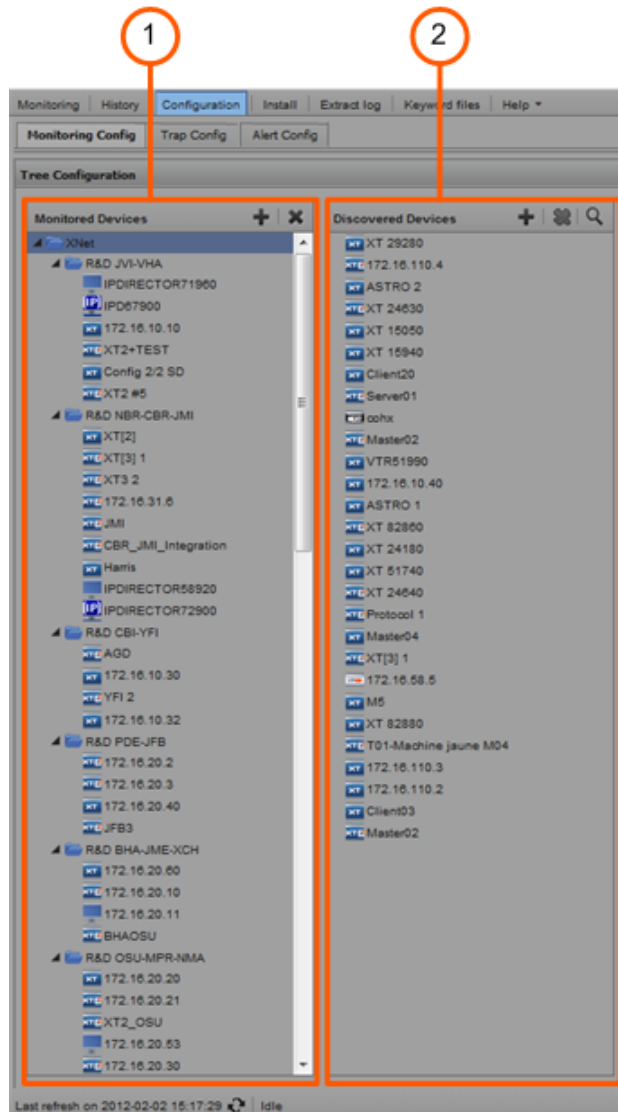 1 2
Monitoring History Configuration Install Extract log Keyword files Help
Monitoring Config Trap Config Alert Config
Tree Configuration
Monitored Devices
XNet
R&D JVI-VHA
IPDIRECTOR71960
IPD67900
172.16.10.10
XT2+TEST
Config 2/2 SD
XT2 #5
R&D NBR-CBR-JMI
XT[2]
XT[3] 1
XT3 2
172.16.31.6
JMI
CBR_JMI_Integration
Harris
IPDIRECTOR58920
IPDIRECTOR72900
R&D CBI-YFI
AGD
172.16.10.30
YFI 2
172.16.10.32
R&D PDE-JFB
172.16.20.2
172.16.20.3
172.16.20.40
JFB3
R&D BHA-JME-XCH
172.16.20.60
172.16.20.10
172.16.20.11
BHAOSU
R&D OSU-MPR-NMA
172.16.20.20
172.16.20.21
XT2_OSU
172.16.20.53
172.16.20.30
Discovered Devices
XT 29280
172.16.110.4
ASTRO 2
XT 24630
XT 15050
XT 15940
Client20
Server01
oohx
Master02
VTR51990
172.16.10.40
ASTRO 1
XT 82860
XT 24180
XT 51740
XT 24640
Protocol 1
Master04
XT[3] 1
172.16.58.5
M5
XT 82880
T01-Machine jaune M04
172.16.110.3
172.16.110.2
Client03
Master02
Last refresh on 2012-02-02 15:17:29 Idle